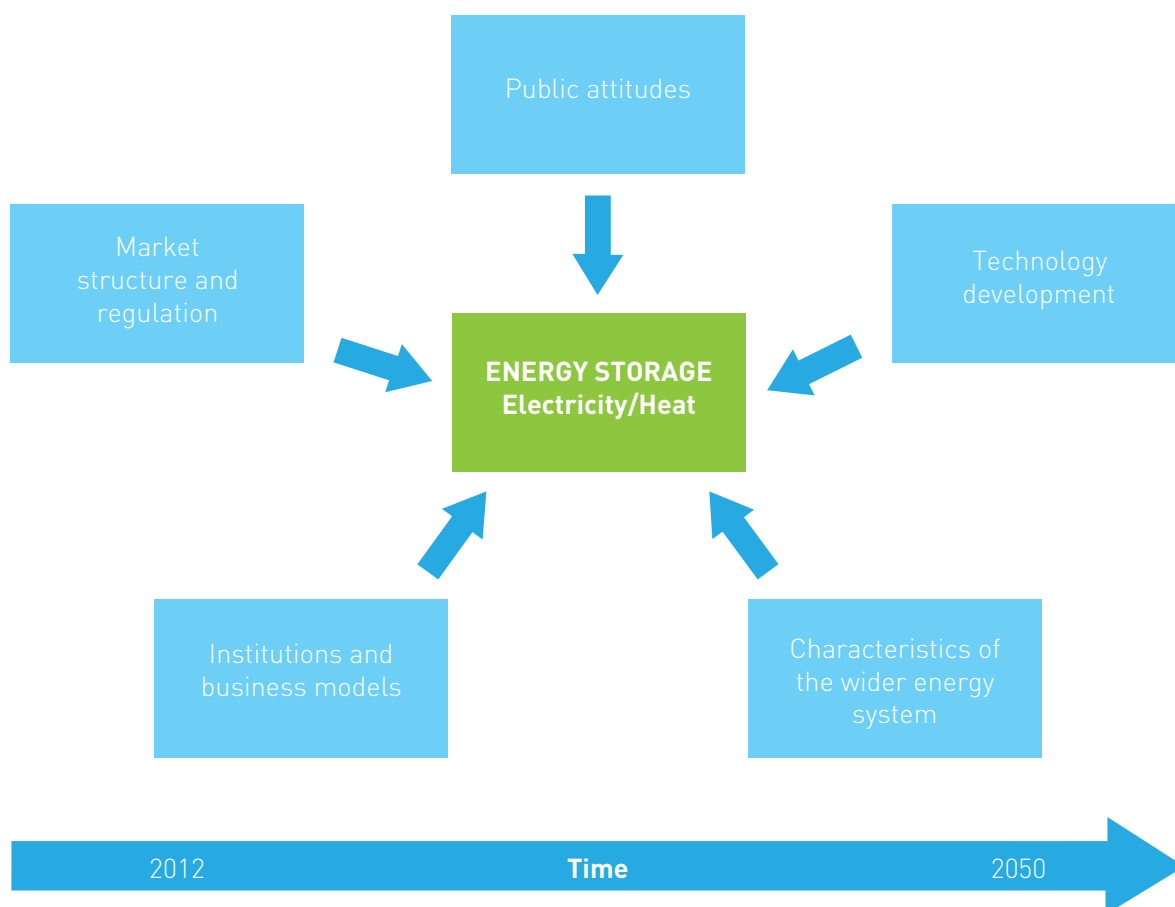 Public attitudes
Market
structure and
regulation
Technology
development
ENERGY STORAGE
Electricity/Heat
Institutions and
business models
Characteristics of
the wider energy
system
2012
Time
2050